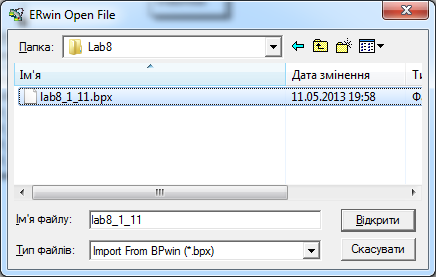 ERwin Open File
Папка:
Lab8
Ім'я
Дата змінення
Ти
lab8_1_11.bpx
11.05.2013 19:58
Ф
Ім'я файлу:
lab8_1_11
Відкрити
Тип файлів:
Import From BPwin (*.bpx)
Скасувати